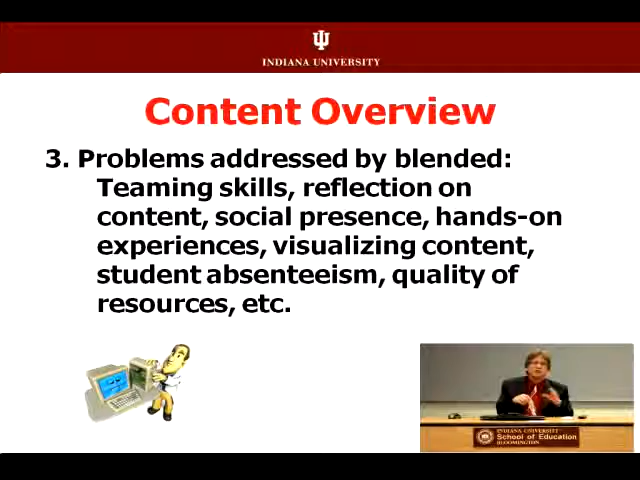 INDIANA UNIVERSITY
Content Overview
3. Problems addressed by blended:
Teaming skills, reflection on
content, social presence, hands-on
experiences, visualizing content,
student absenteeism, quality of
resources, etc.
INDIANA UNIVERSITY
School of Education
BLOOMINGTON